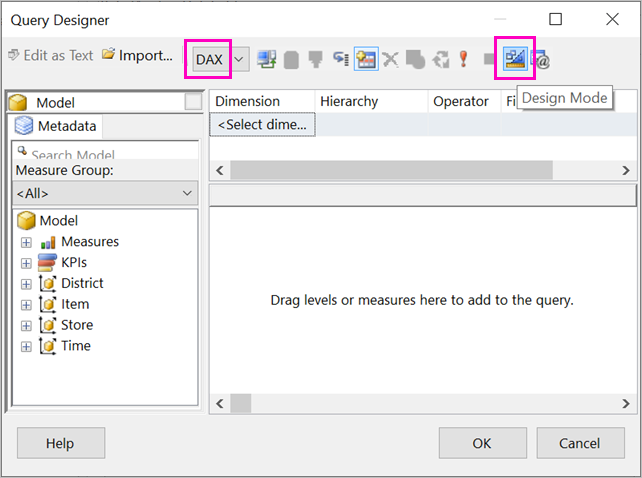 Query Designer
Edit as Text Import... DAX
Design Mode
Model
Metadata
Search Model
Measure Group:
<All>
Model
Measures
KPIs
District
Item
Store
Time
Dimension Hierarchy Operator
<Select dime...
Drag levels or measures here to add to the query.
Help OK Cancel